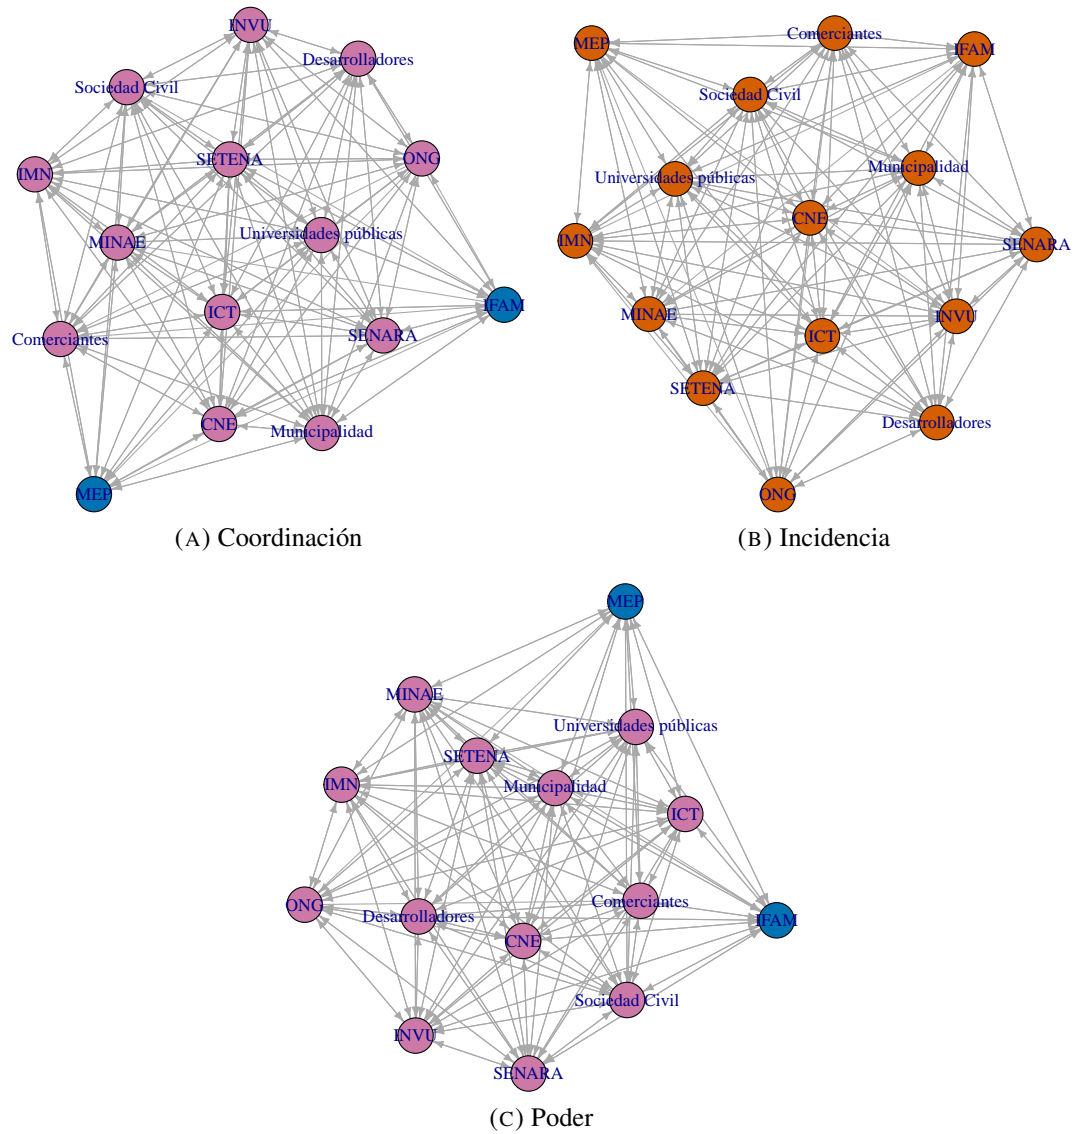 INVU
Desarrolladores
Sociedad Civil
SETENA
ONG
IMN
MINAE
Universidades públicas
IFAM
ICT
SENARA
Comerciantes
CNE
Municipalidad
MEP
(A) Coordinación
Comerciantes
MEP
IFAM
Sociedad Civil
Municipalidad
Universidades públicas
CNE
IMN
SENARA
MINAE
INVU
ICT
SETENA
Desarrolladores
ONG
(B) Incidencia
MEP
MINAE
Universidades públicas
SETENA
IMN
Municipalidad
ICT
ONG
Comerciantes
Desarrolladores
IFAM
CNE
Sociedad Civil
INVU
SENARA
(C) Poder